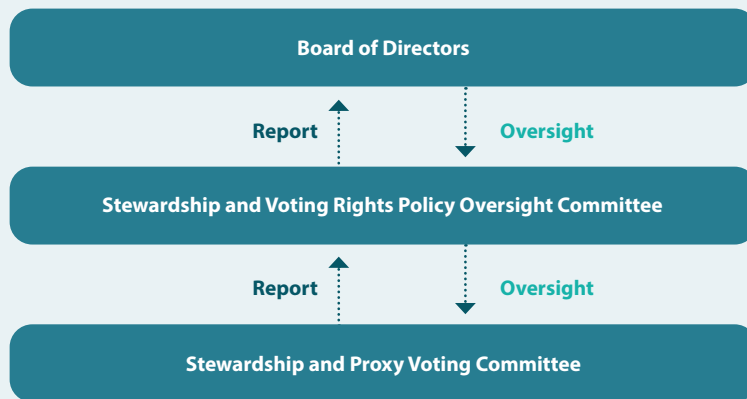 Board of Directors
Report
Oversight
Stewardship and Voting Rights Policy Oversight Committee
Report
Oversight
Stewardship and Proxy Voting Committee